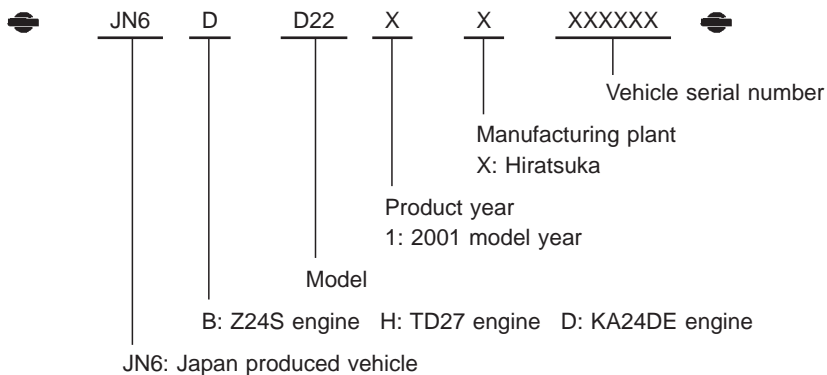 JN6 D D22 X X XXXXXX
Vehicle serial number
Manufacturing plant
X: Hiratsuka
Product year
1: 2001 model year
Model
B: Z24S engine H: TD27 engine D: KA24DE engine
JN6: Japan produced vehicle